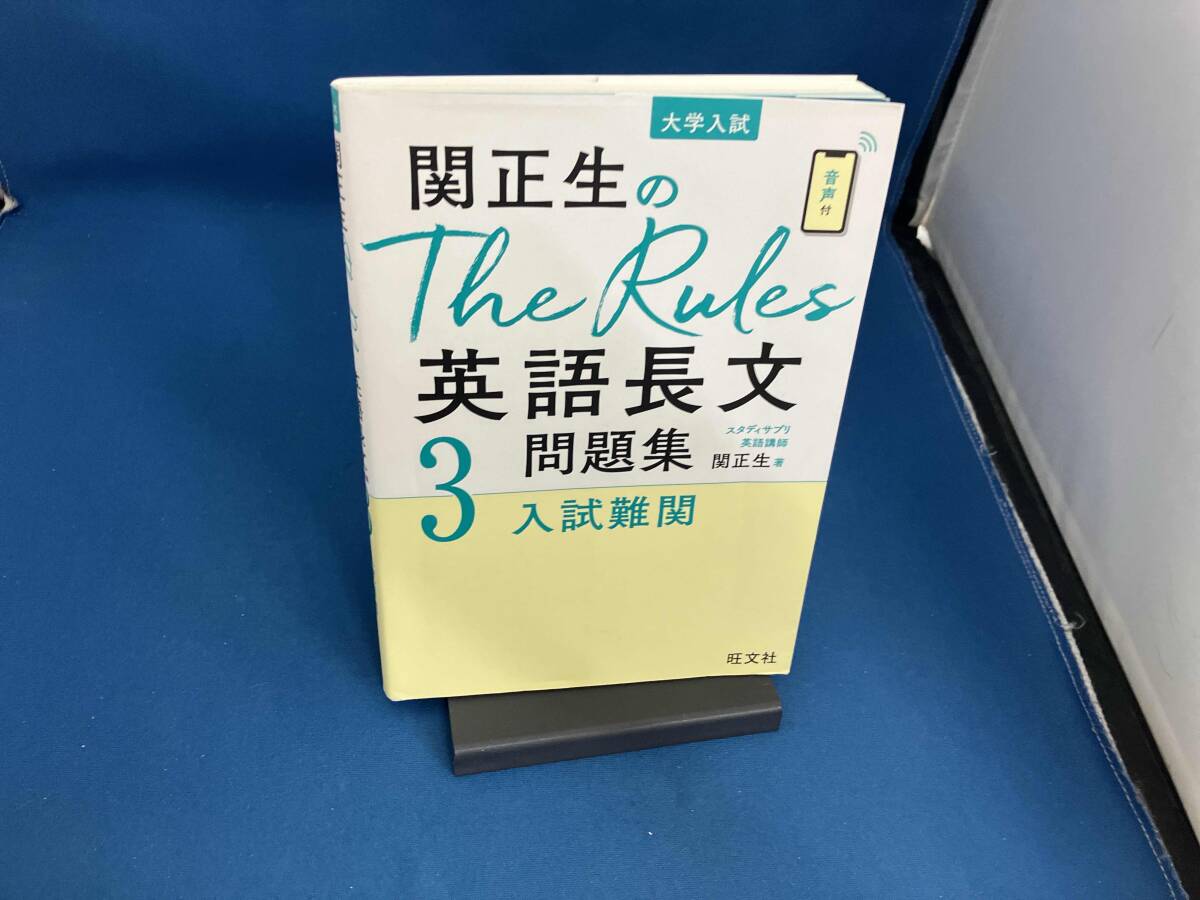 大学入試
関正生の
音声付
The Rules
英語長文
スタディサプリ
英語講師
3 問題集 関正生 著
入試難関
旺文社